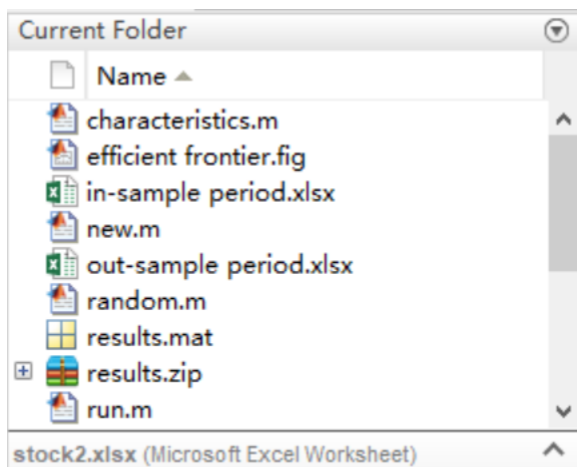 Current Folder
Name
characteristics.m
efficient frontier.fig
in-sample period.xlsx
new.m
out-sample period.xlsx
random.m
results.mat
results.zip
run.m
stock2.xlsx (Microsoft Excel Worksheet)